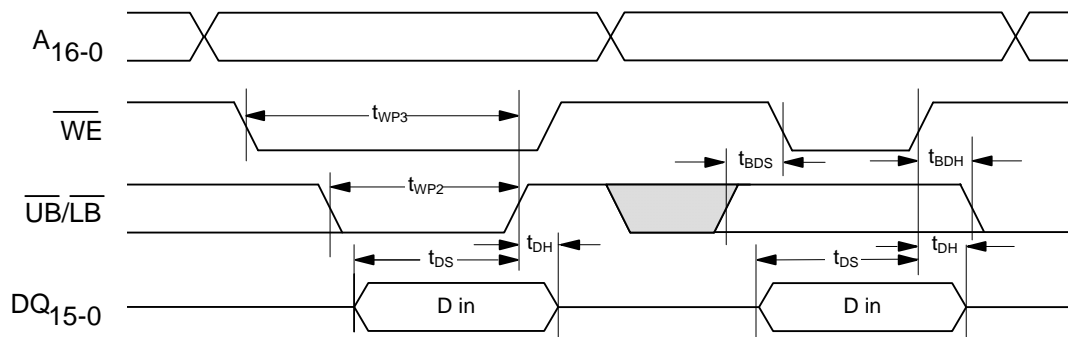 A16-0
WE
tWP3
tBDS
tBDH
UB/LB
tWP2
tDH
tDH
tDS
tDS
DQ15-0
D in
D in